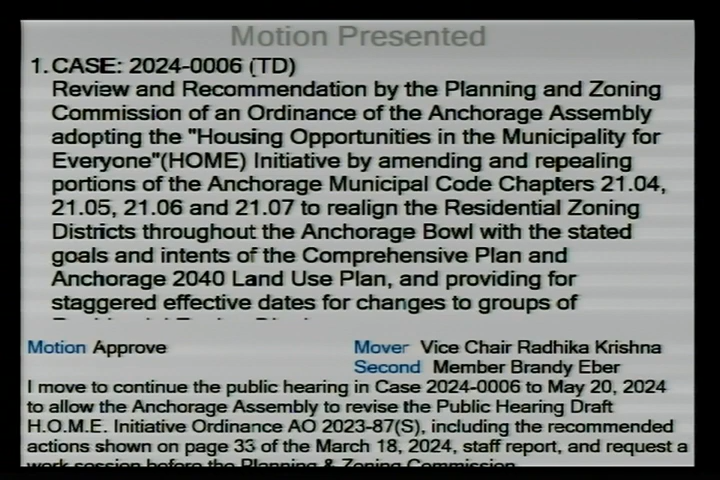 Motion Presented
1. CASE: 2024-0006 (TD)
Review and Recommendation by the Planning and Zoning
Commission of an Ordinance of the Anchorage Assembly
adopting the "Housing Opportunities in the Municipality for
Everyone"(HOME) Initiative by amending and repealing
portions of the Anchorage Municipal Code Chapters 21.04,
21.05, 21.06 and 21.07 to realign the Residential Zoning
Districts throughout the Anchorage Bowl with the stated
goals and intents of the Comprehensive Plan and
Anchorage 2040 Land Use Plan, and providing for
staggered effective dates for changes to groups of
Motion Approve
Mover Vice Chair Radhika Krishna
Second Member Brandy Eber
I move to continue the public hearing in Case 2024-0006 to May 20, 2024
to allow the Anchorage Assembly to revise the Public Hearing Draft
H.O.M.E. Initiative Ordinance AO 2023-87(S), including the recommended
actions shown on page 33 of the March 18, 2024, staff report, and request a
work session before the Planning & Zoning Commission